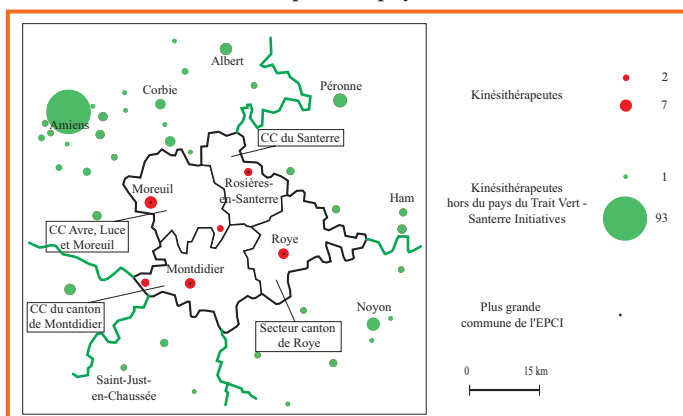 Albert
Corbie
Péronne
Amiens
CC du Santerre
Moreuil
Rosières-
en-Santerre
Ham
CC Avre, Luce
et Moreuil
Roye
Montdidier
CC du canton
de Montdidier
Noyon
Secteur canton
de Roye
Saint-Just-
en-Chaussée
Kinésithérapeutes
2
7
Kinésithérapeutes
hors du pays du Trait Vert -
Santerre Initiatives
1
93
Plus grande
commune de l'EPCI
0
15 km